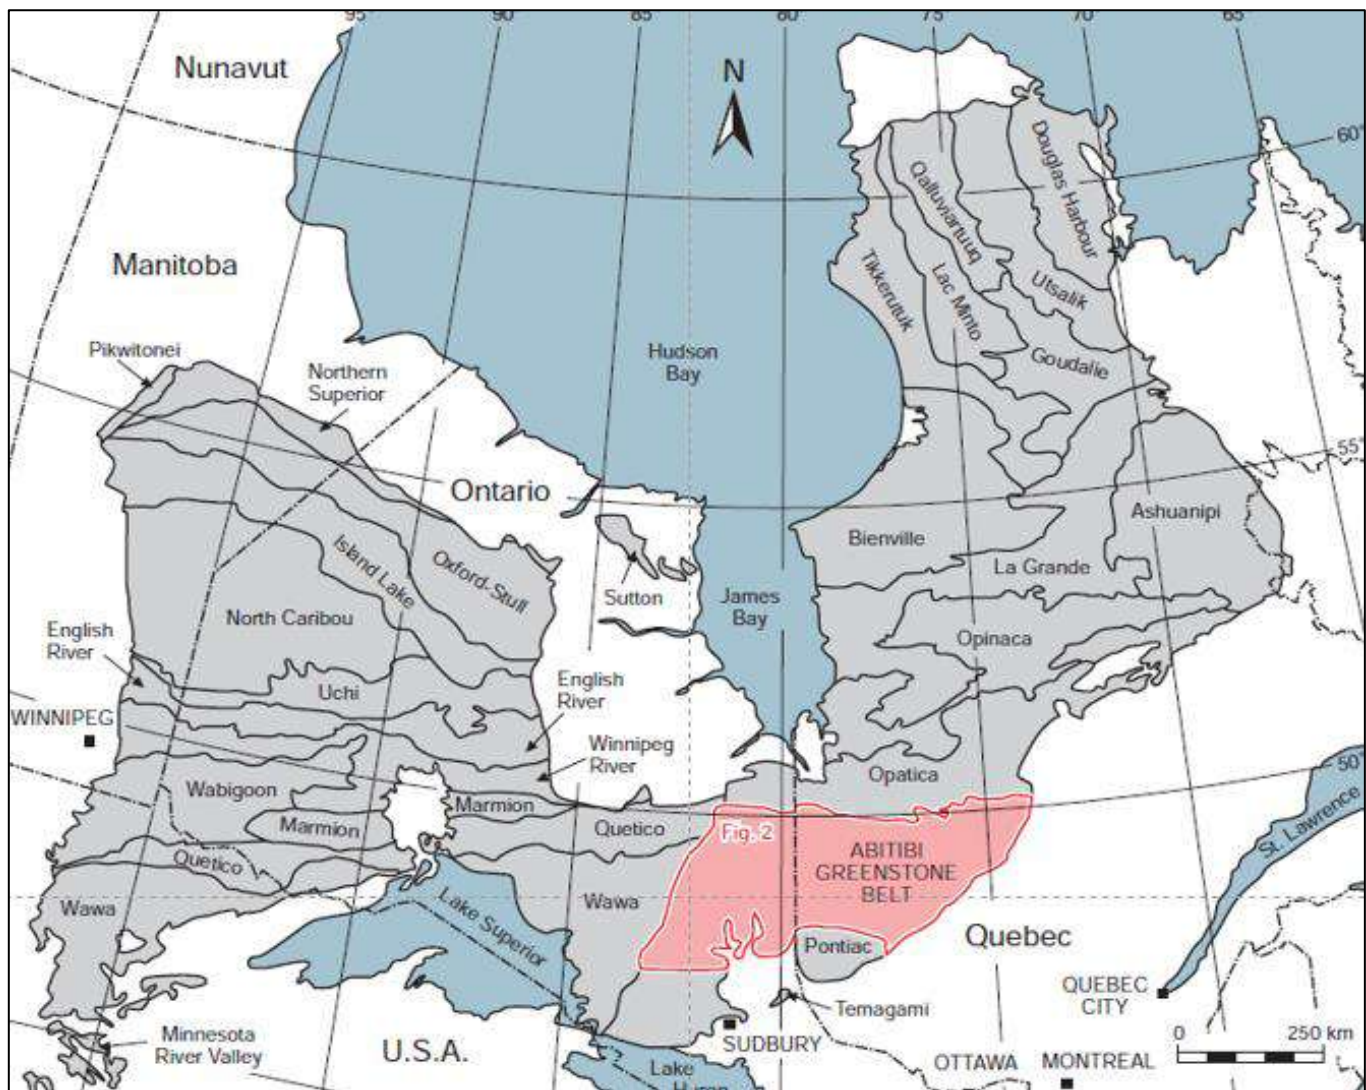 95°
90°
85°
80°
75°
70°
65°
Nunavut
N
60°
Manitoba
Douglas Harbour
Qalluviartuuq
Tikkerutuk
Lac Minto
Utsalik
Goudalie
Pikwitonei
Northern
Superior
Hudson
Bay
55°
Ontario
Ashuanipi
Bienville
Island Lake
Oxford-Stull
Sutton
James
Bay
La Grande
North Caribou
Opinaca
English
River
Uchi
English
River
WINNIPEG
Winnipeg
River
Opatica
50°
Wabigoon
Marmion
Marmion
Quetico
Fig. 2
ABITIBI
GREENSTONE
BELT
St. Lawrence
Quetico
Wawa
Lake Superior
Wawa
Pontiac
Quebec
QUEBEC
CITY
Temagami
Minnesota
River Valley
U.S.A.
SUDBURY
0 250 km
Lake
Huron
OTTAWA
MONTREAL